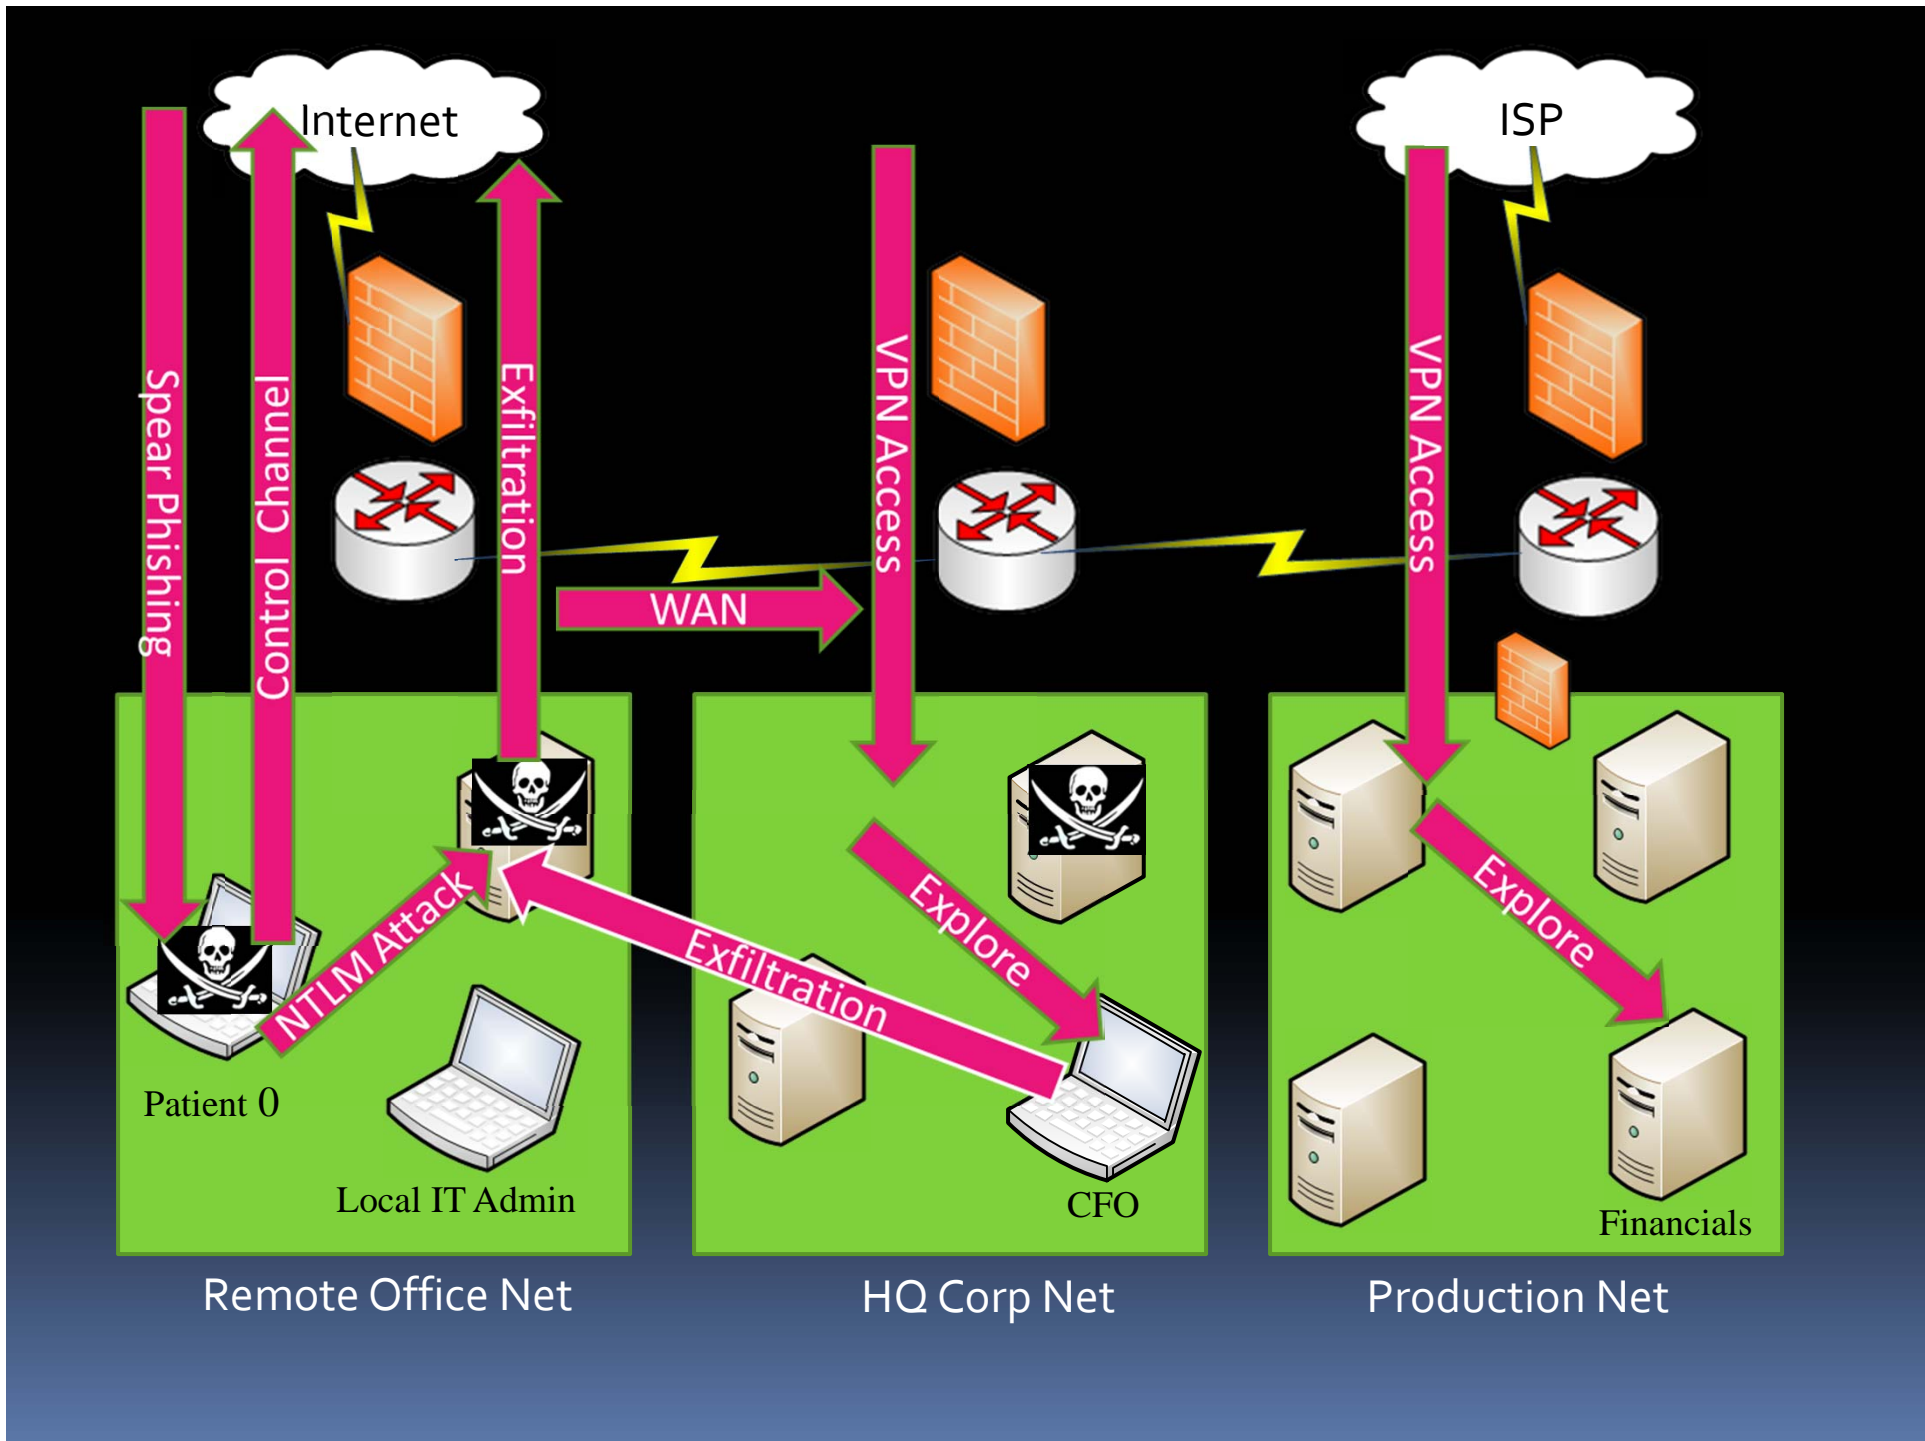 Internet
ISP
Spear Phishing
Control Channel
Exfiltration
VPN Access
VPN Access
WAN
NTLM Attack
Exfiltration
Explore
Explore
Patient 0
Local IT Admin
CFO
Financials
Remote Office Net
HQ Corp Net
Production Net